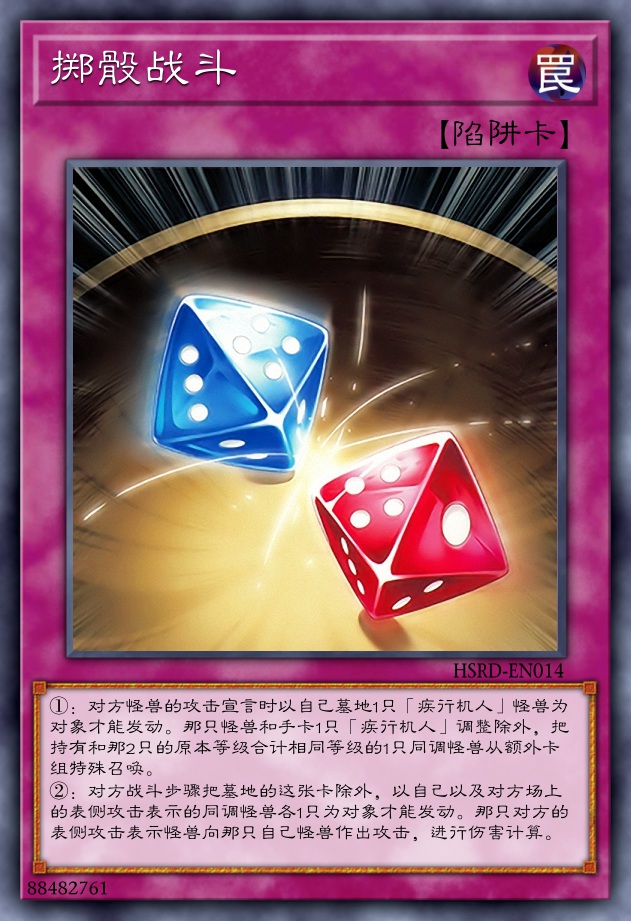 掷骰战斗
罠
【陷阱卡】
HSRD-EN014
①：对方怪兽的攻击宣言时以自己墓地1只「疾行机人」怪兽为
对象才能发动。那只怪兽和手卡1只「疾行机人」调整除外，把
持有和那2只的原本等级合计相同等级的1只同调怪兽从额外卡
组特殊召唤。
②：对方战斗步骤把墓地的这张卡除外，以自己以及对方场上
的表侧攻击表示的同调怪兽各1只为对象才能发动。那只对方的
表侧攻击表示怪兽向那只自己怪兽作出攻击，进行伤害计算。
88482761